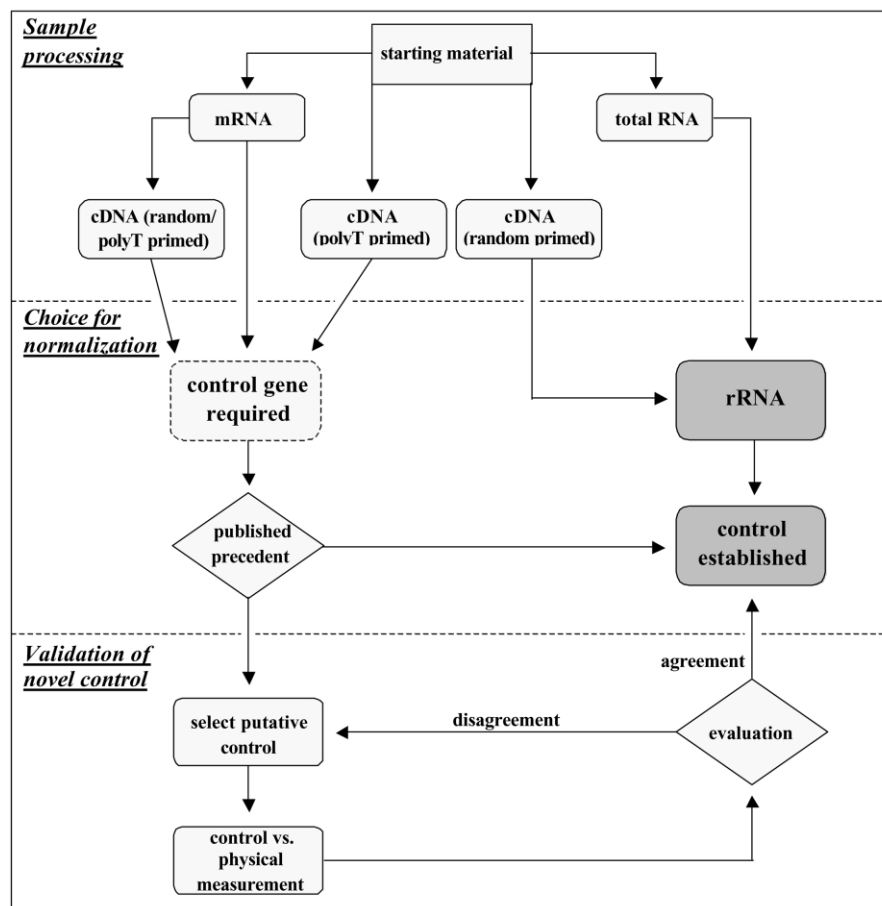 Sample
processing
starting material
mRNA
total RNA
cDNA (random/
polyT primed)
cDNA
(polyT primed)
cDNA
(random primed)
Choice for
normalization
control gene
required
rRNA
published
precedent
control
established
Validation of
novel control
agreement
select putative
control
disagreement
evaluation
control vs.
physical
measurement